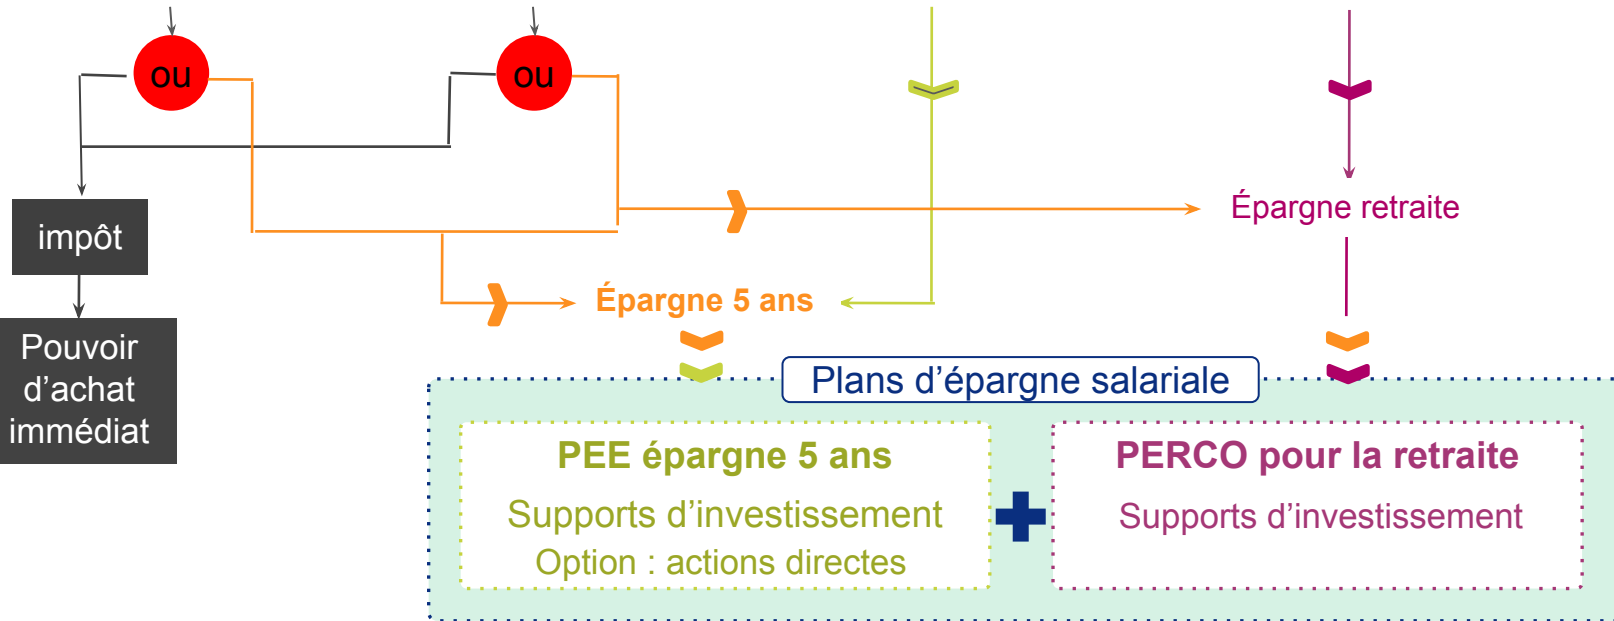 ou
ou
Épargne retraite
impôt
Épargne 5 ans
Pouvoir
d’achat
immédiat
Plans d’épargne salariale
PEE épargne 5 ans
Supports d’investissement
Option : actions directes
PERCO pour la retraite
Supports d’investissement